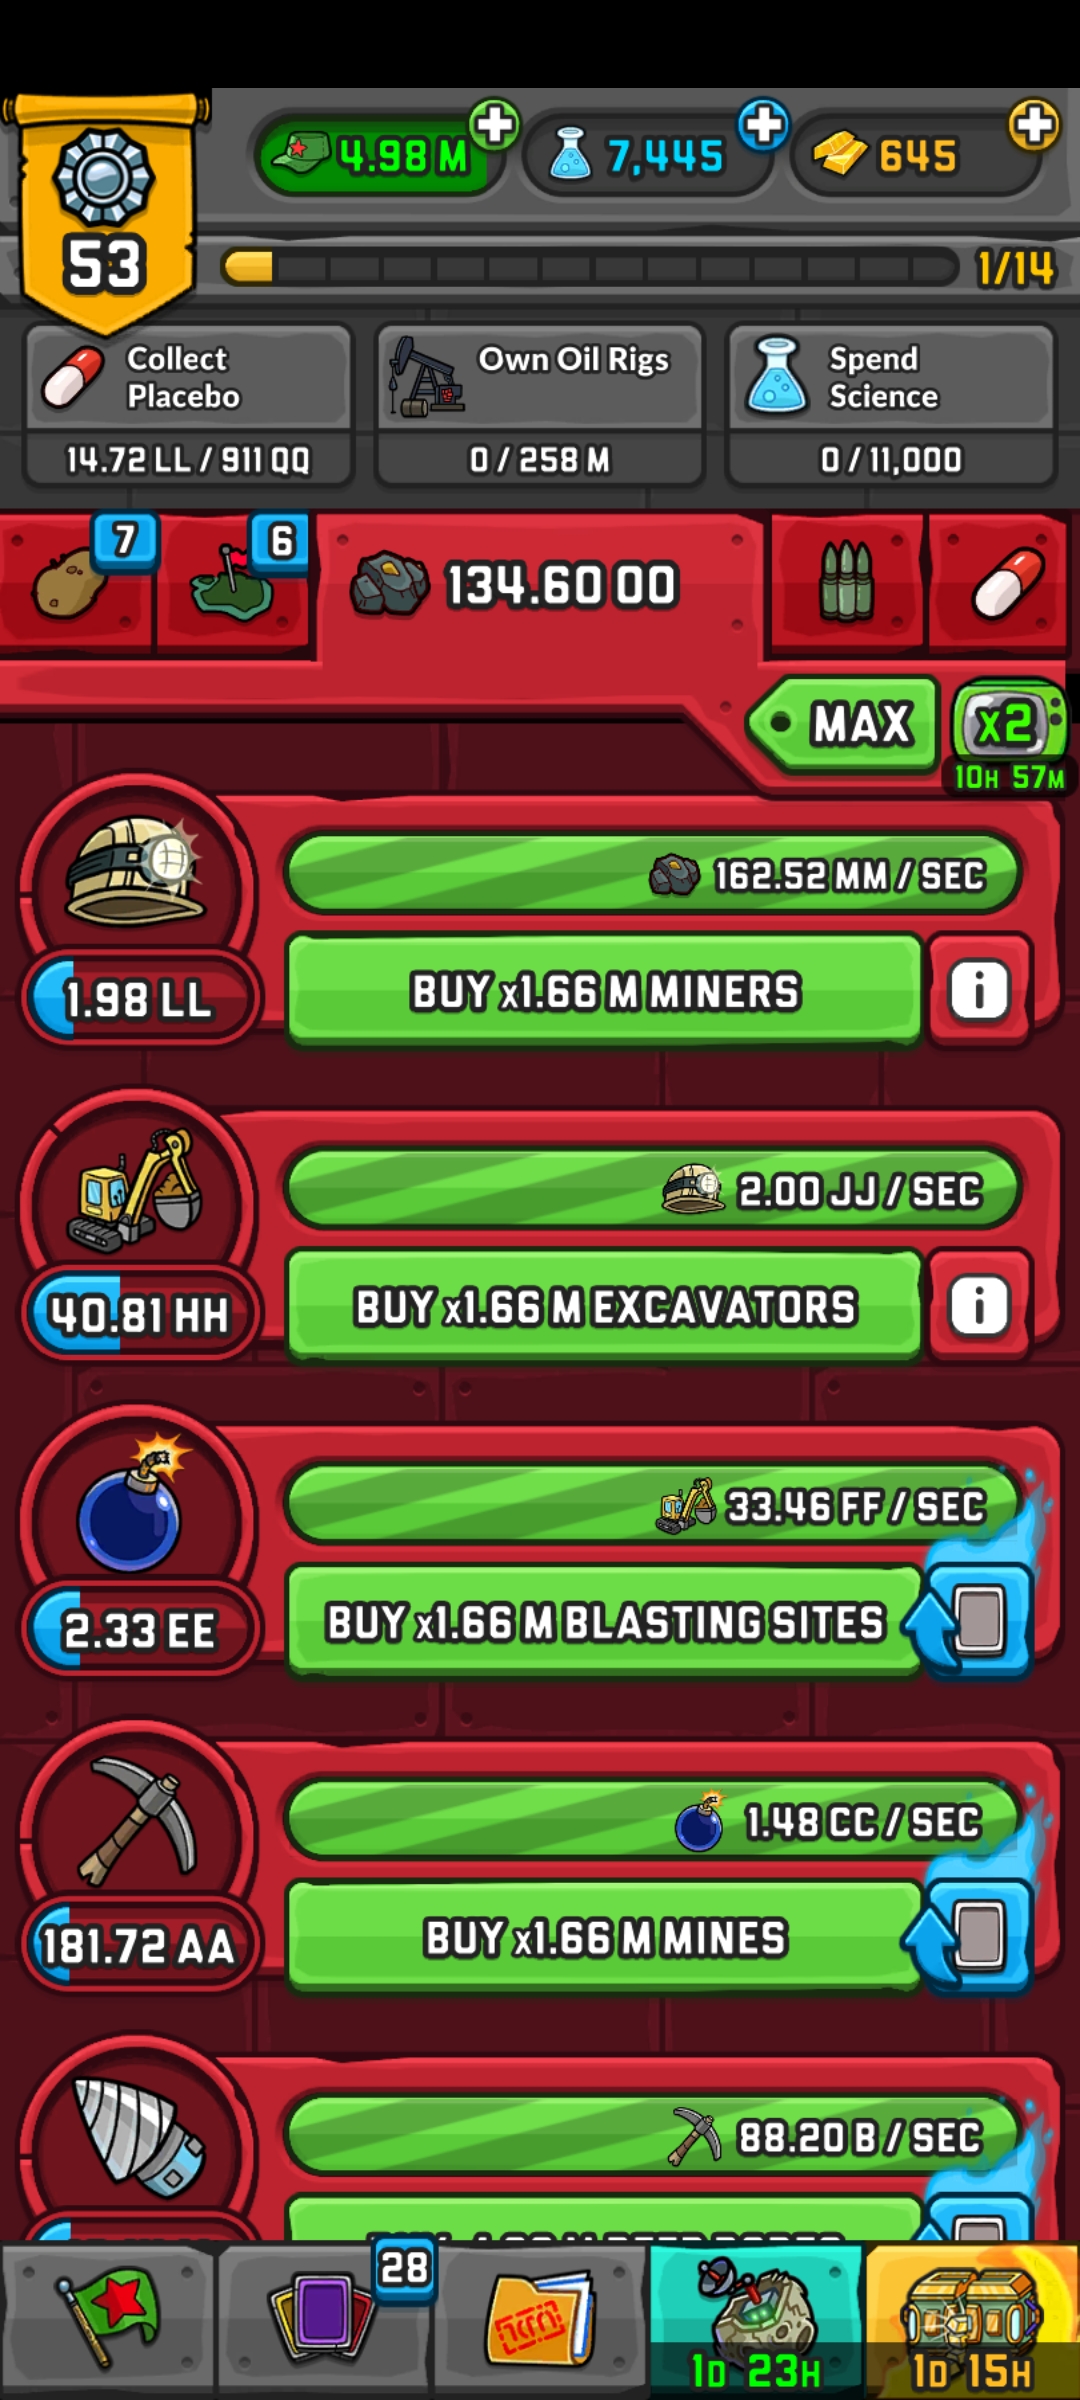 4.98 M
7,445
645
53
1/14
Collect
Placebo
14.72 LL / 911 QQ
Own Oil Rigs
0 / 258 M
Spend
Science
0 / 11,000
7
6
134.60 OO
MAX
x2
10H 57M
162.52 MM / SEC
1.98 LL
BUY x1.66 M MINERS
i
2.00 JJ / SEC
40.81 HH
BUY x1.66 M EXCAVATORS
i
33.46 FF / SEC
2.33 EE
BUY x1.66 M BLASTING SITES
1.48 CC / SEC
181.72 AA
BUY x1.66 M MINES
88.20 B / SEC
28
1D 23H
1D 15H